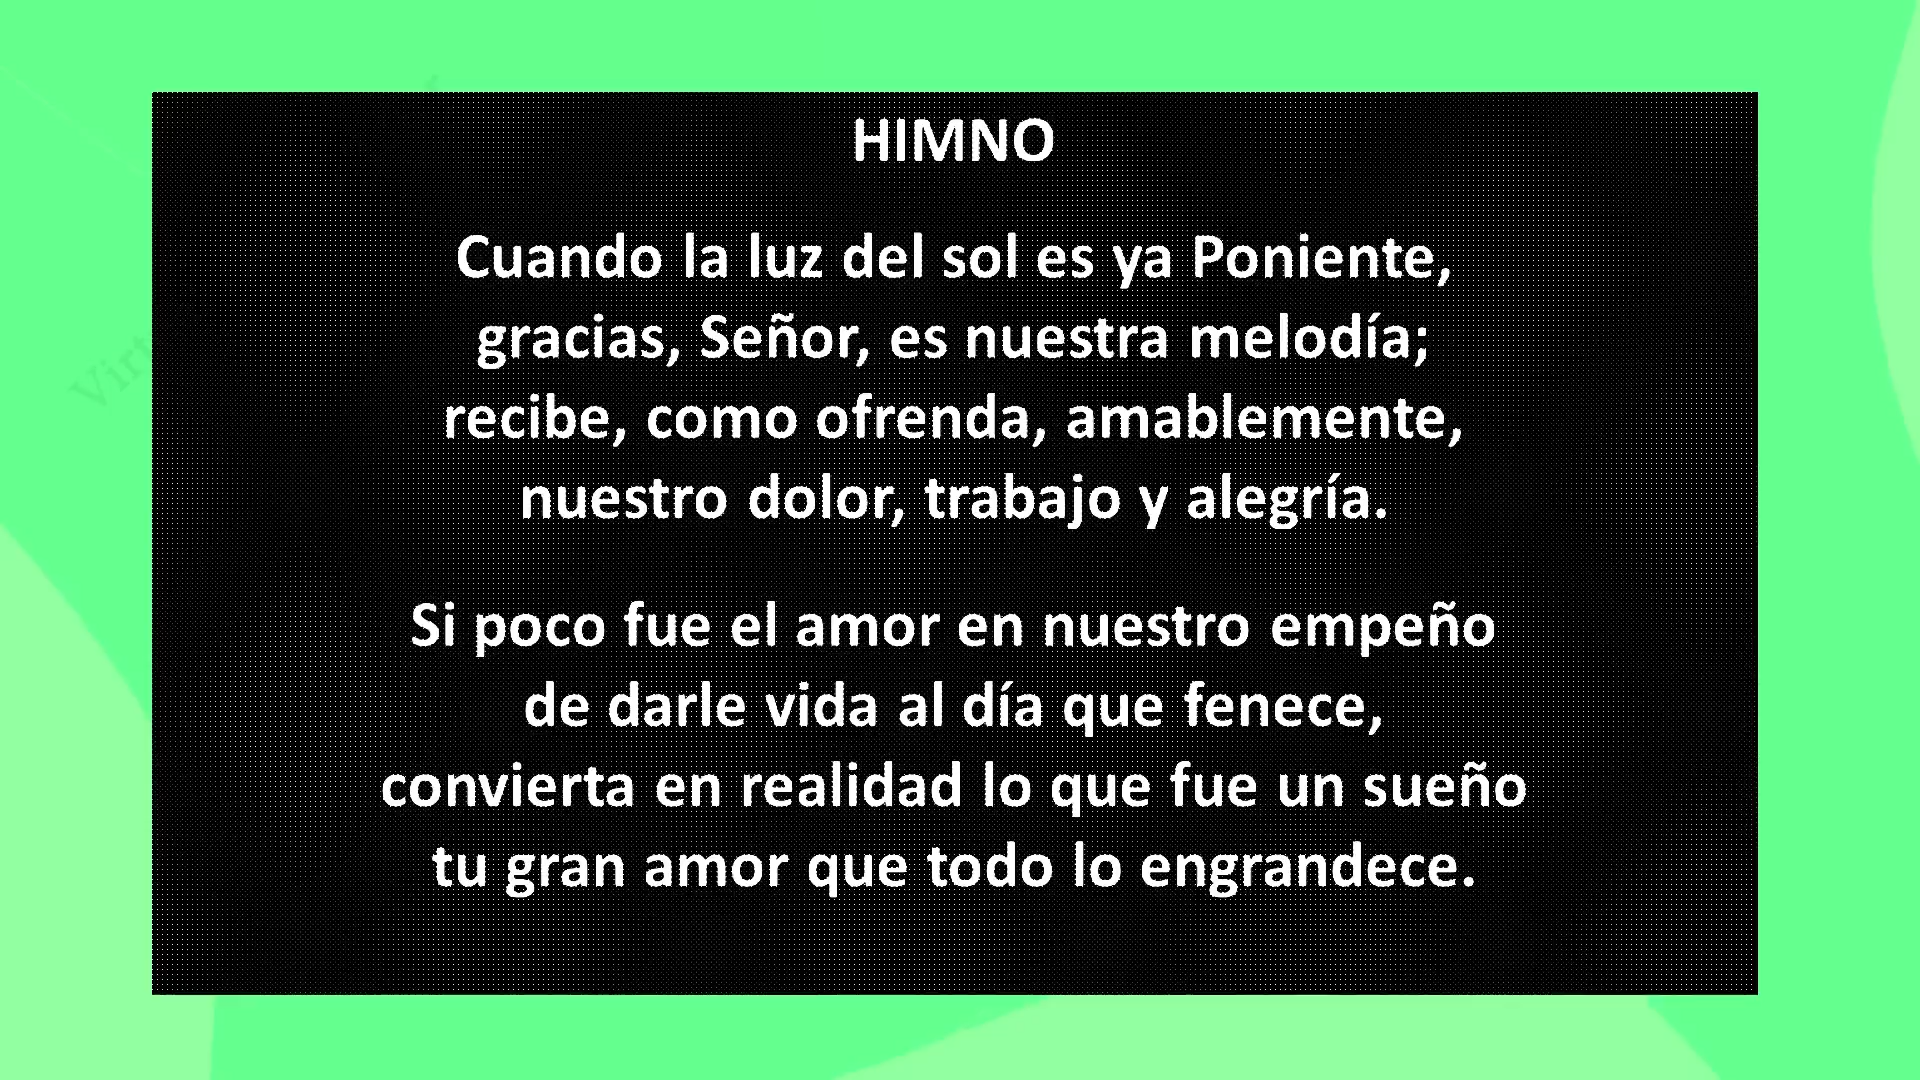 HIMNO
Cuando la luz del sol es ya Poniente,
gracias, Señor, es nuestra melodía;
recibe, como ofrenda, amablemente,
nuestro dolor, trabajo y alegría.
Si poco fue el amor en nuestro empeño
de darle vida al día que fenece,
convierta en realidad lo que fue un sueño
tu gran amor que todo lo engrandece.